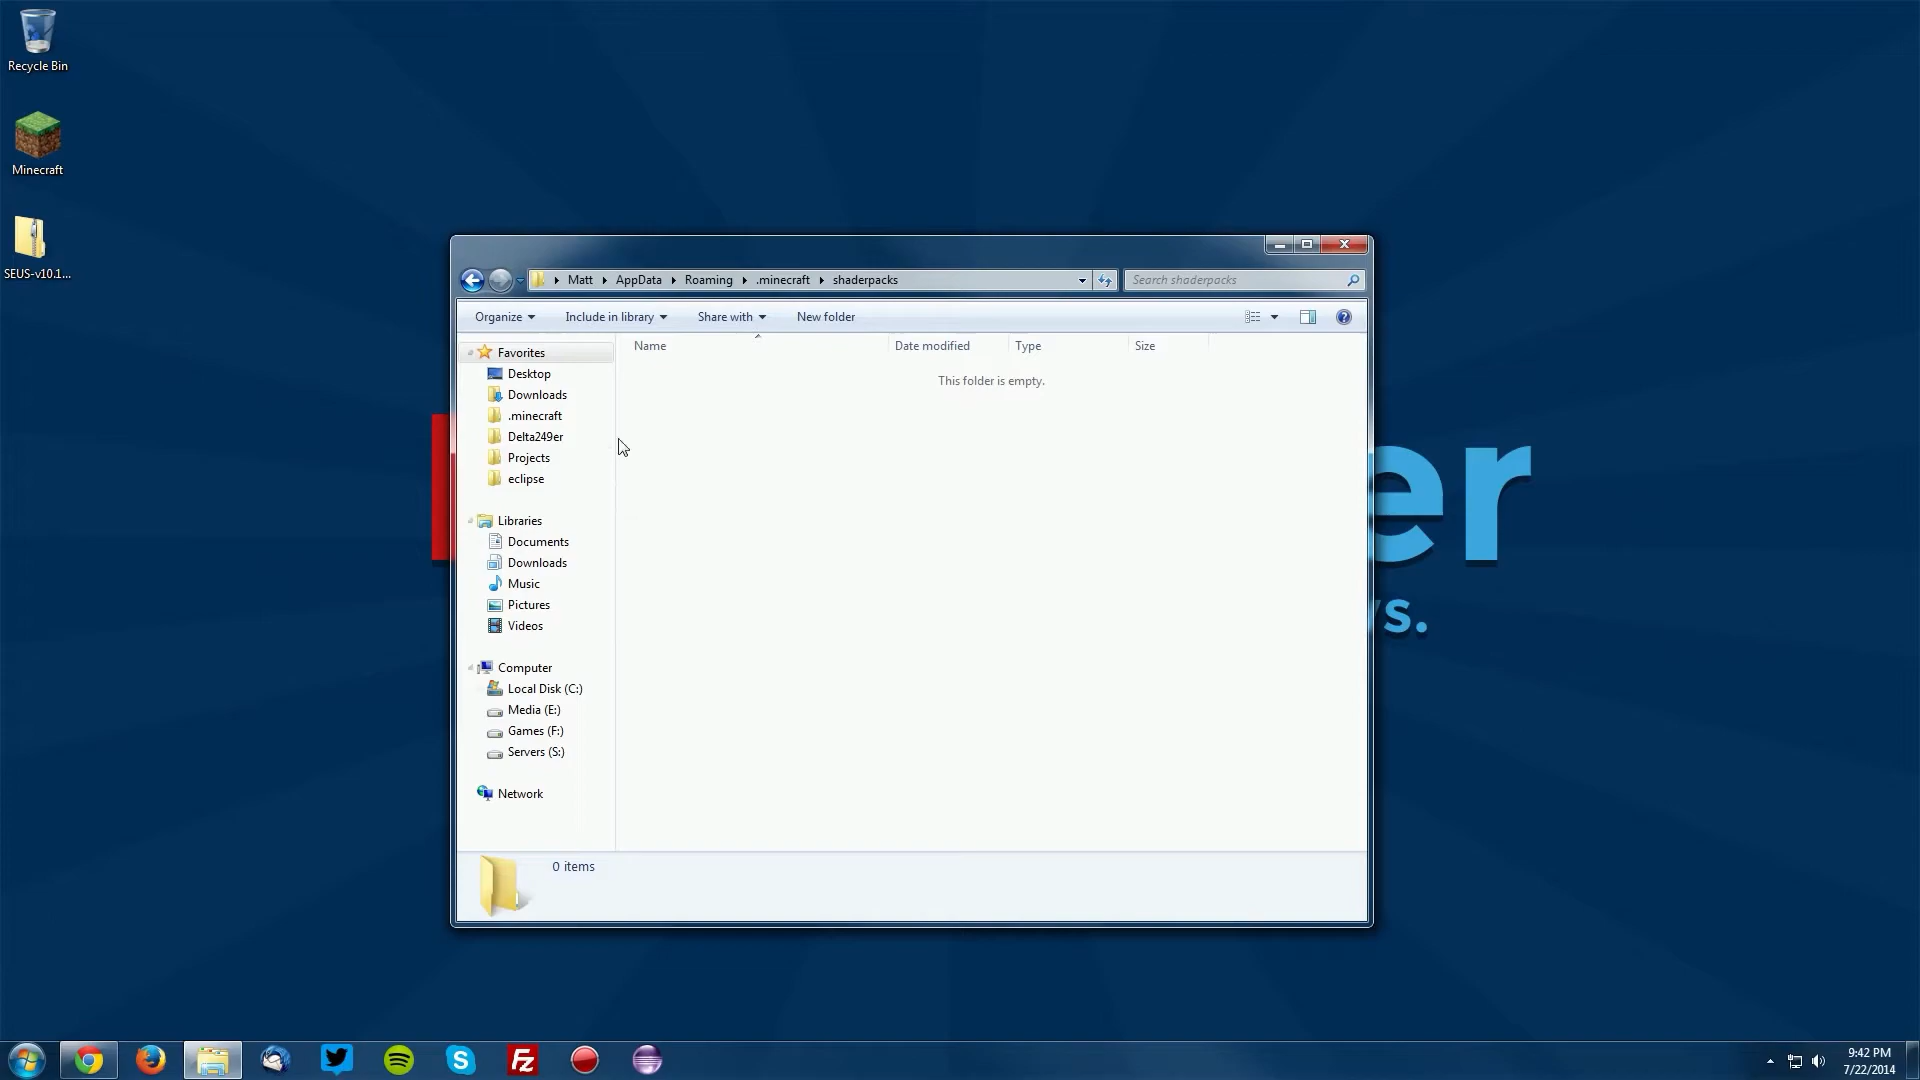 Recycle Bin
Minecraft
SEUS-v10.1...
Matt AppData Roaming .minecraft shaderpacks
Search shaderpacks
Organize Include in library Share with New folder
Name Date modified Type Size
This folder is empty.
Favorites
Desktop
Downloads
.minecraft
Delta249er
Projects
eclipse
Libraries
Documents
Downloads
Music
Pictures
Videos
Computer
Local Disk (C:)
Media (E:)
Games (F:)
Servers (S:)
Network
0 items
er
s.
S
Fz
9:42 PM
7/22/2014